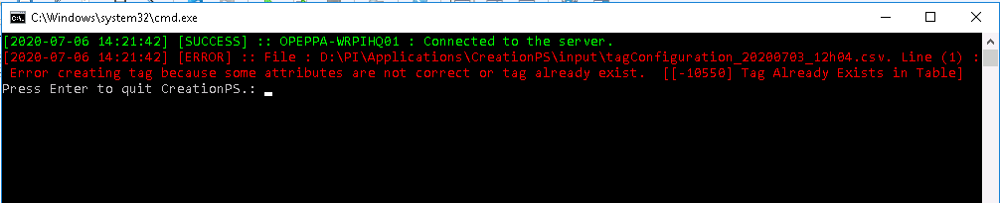 C:\Windows\system32\cmd.exe
[2020-07-06 14:21:42] [SUCCESS] :: OPEPPA-WRPIHQ01 : Connected to the server.
[2020-07-06 14:21:42] [ERROR] :: File : D:\PI\Applications\CreationPS\input\tagConfiguration_20200703_12h04.csv. Line (1) :
Error creating tag because some attributes are not correct or tag already exist.  [[-10550] Tag Already Exists in Table]
Press Enter to quit CreationPS.: